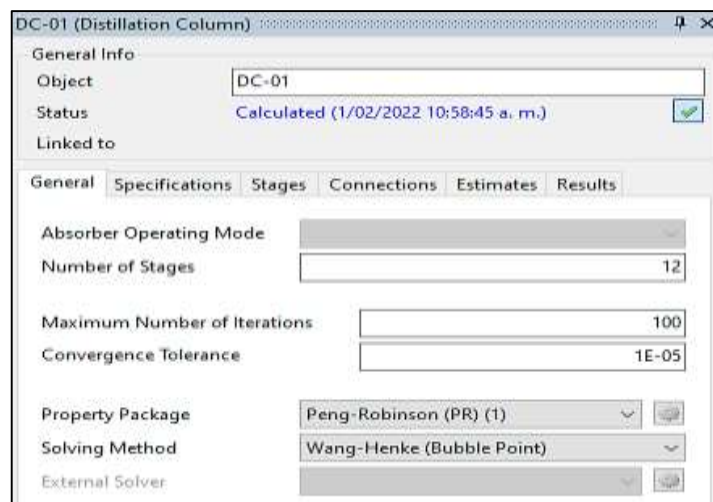 DC-01 (Distillation Column)
General Info
Object DC-01
Status Calculated (1/02/2022 10:58:45 a. m.)
Linked to
General Specifications Stages Connections Estimates Results
Absorber Operating Mode
Number of Stages 12
Maximum Number of Iterations 100
Convergence Tolerance 1E-05
Property Package Peng-Robinson (PR) (1)
Solving Method Wang-Henke (Bubble Point)
External Solver